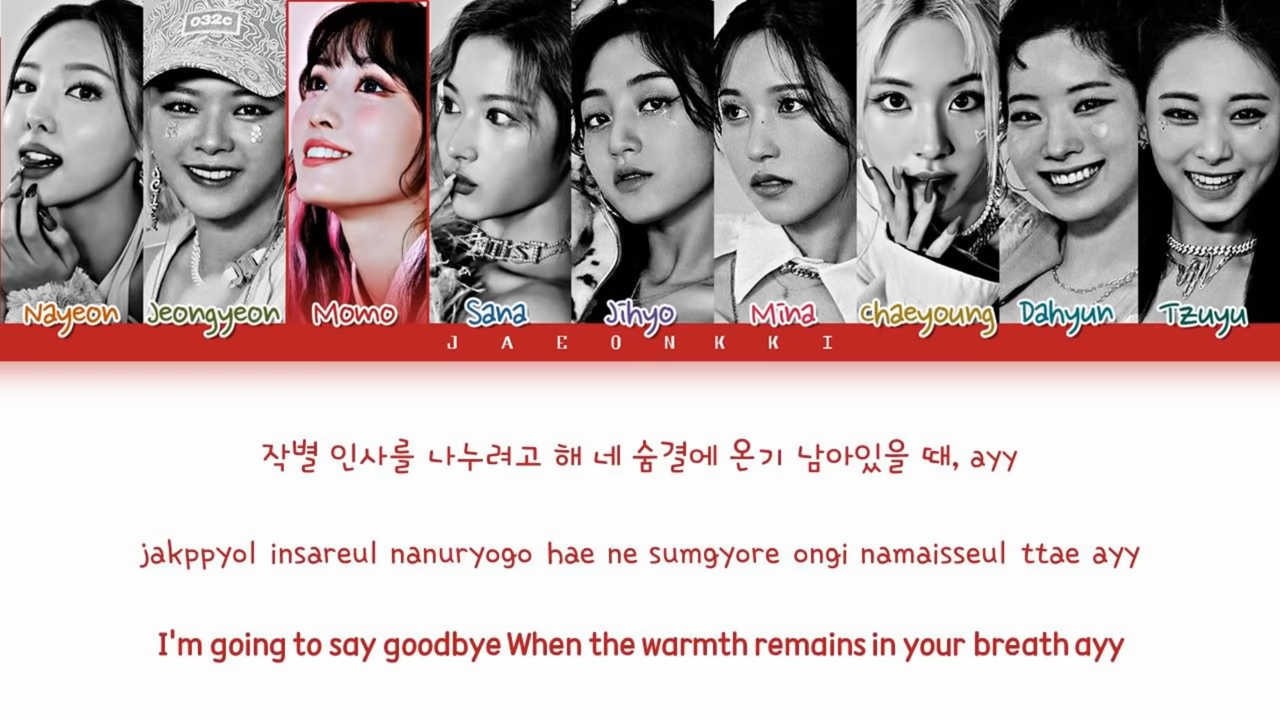 032c
Nayeon Jeongyeon Momo Sana Jihyo Mina Chaeyoung Dahyun Tzuyu
JAEONKKI
작별 인사를 나누려고 해 네 숨결에 온기 남아있을 때, ayy
jakppyol insareul nanuryogo hae ne sumgyore ongi namaisseul ttae ayy
I'm going to say goodbye When the warmth remains in your breath ayy